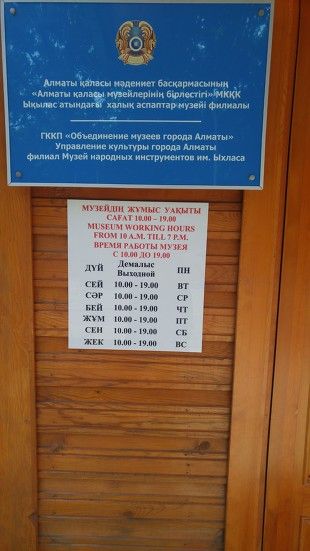 Алматы қаласы мәдениет басқармасының
«Алматы қаласы музейлерінің бірлестігі» МКҚК
Ықылас атындағы халық аспаптар музейі филиалы
ГККП «Объединение музеев города Алматы»
Управление культуры города Алматы
филиал Музей народных инструментов им. Ыхласа
МУЗЕЙДІҢ ЖҰМЫС УАҚЫТЫ
САҒАТ 10.00 - 19.00
MUSEUM WORKING HOURS
FROM 10 A.M. TILL 7 P.M.
ВРЕМЯ РАБОТЫ МУЗЕЯ
С 10.00 ДО 19.00
ДҮЙ Демалыс Выходной ПН
СЕЙ 10.00 - 19.00 ВТ
СӘР 10.00 - 19.00 СР
БЕЙ 10.00 - 19.00 ЧТ
ЖҰМ 10.00 - 19.00 ПТ
СЕН 10.00 - 19.00 СБ
ЖЕК 10.00 - 19.00 ВС